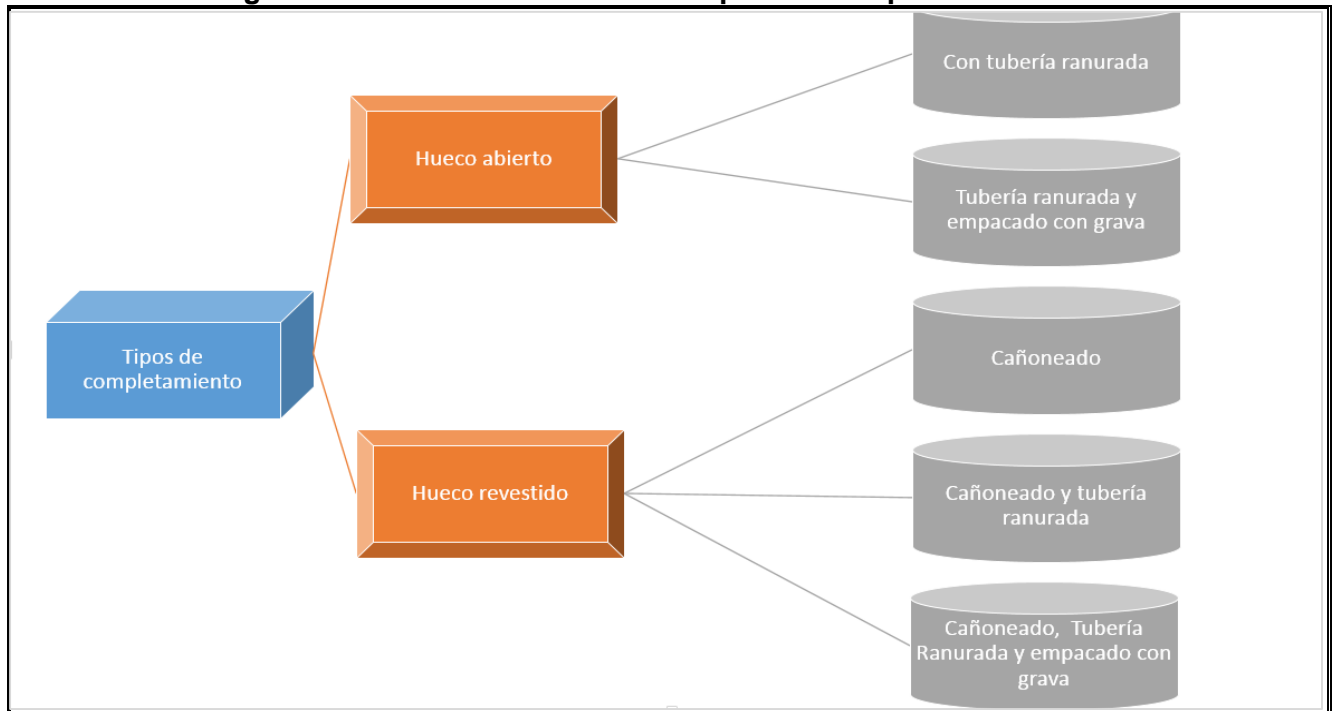 Con tubería ranurada
Hueco abierto
Tubería ranurada y
empacado con grava
Tipos de
completamiento
Cañoneado
Hueco revestido
Cañoneado y tubería
ranurada
Cañoneado, Tubería
Ranurada y empacado con
grava